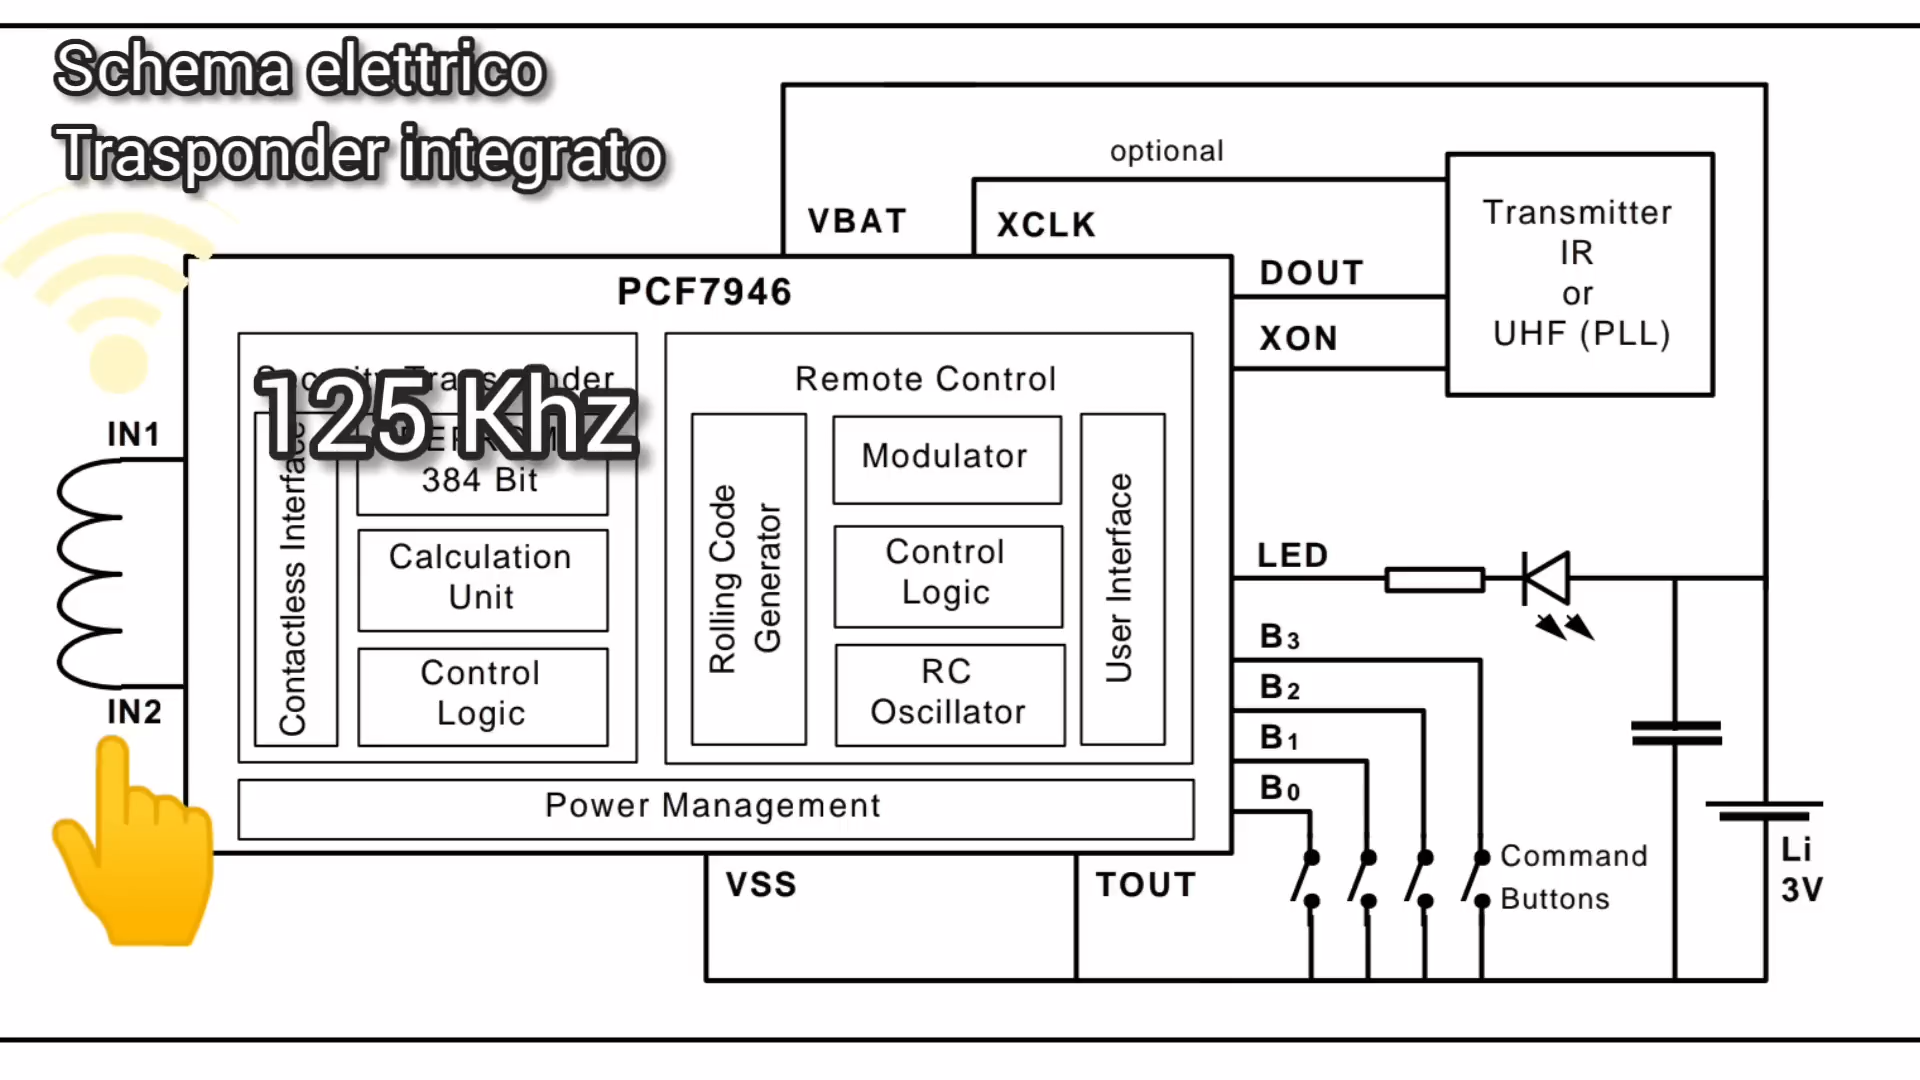 Schema elettrico
Trasponder integrato
optional
VBAT
XCLK
Transmitter
IR
or
UHF (PLL)
DOUT
XON
PCF7946
125 Khz
Remote Control
IN1
IN2
Contactless Interface
384 Bit
Calculation
Unit
Control
Logic
Rolling Code
Generator
Modulator
Control
Logic
RC
Oscillator
User Interface
Power Management
LED
B3
B2
B1
B0
VSS
TOUT
Command
Buttons
Li
3V